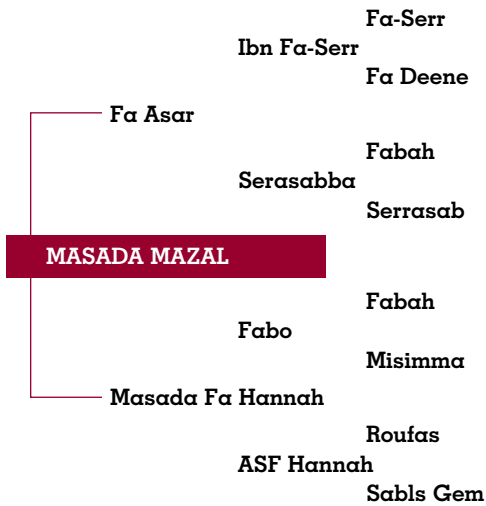 Fa-Serr
Ibn Fa-Serr
Fa Deene
Fa Asar
Fabah
Serasabba
Serrasab
MASADA MAZAL
Fabah
Fabo
Misimma
Masada Fa Hannah
Roufas
ASF Hannah
Sabls Gem